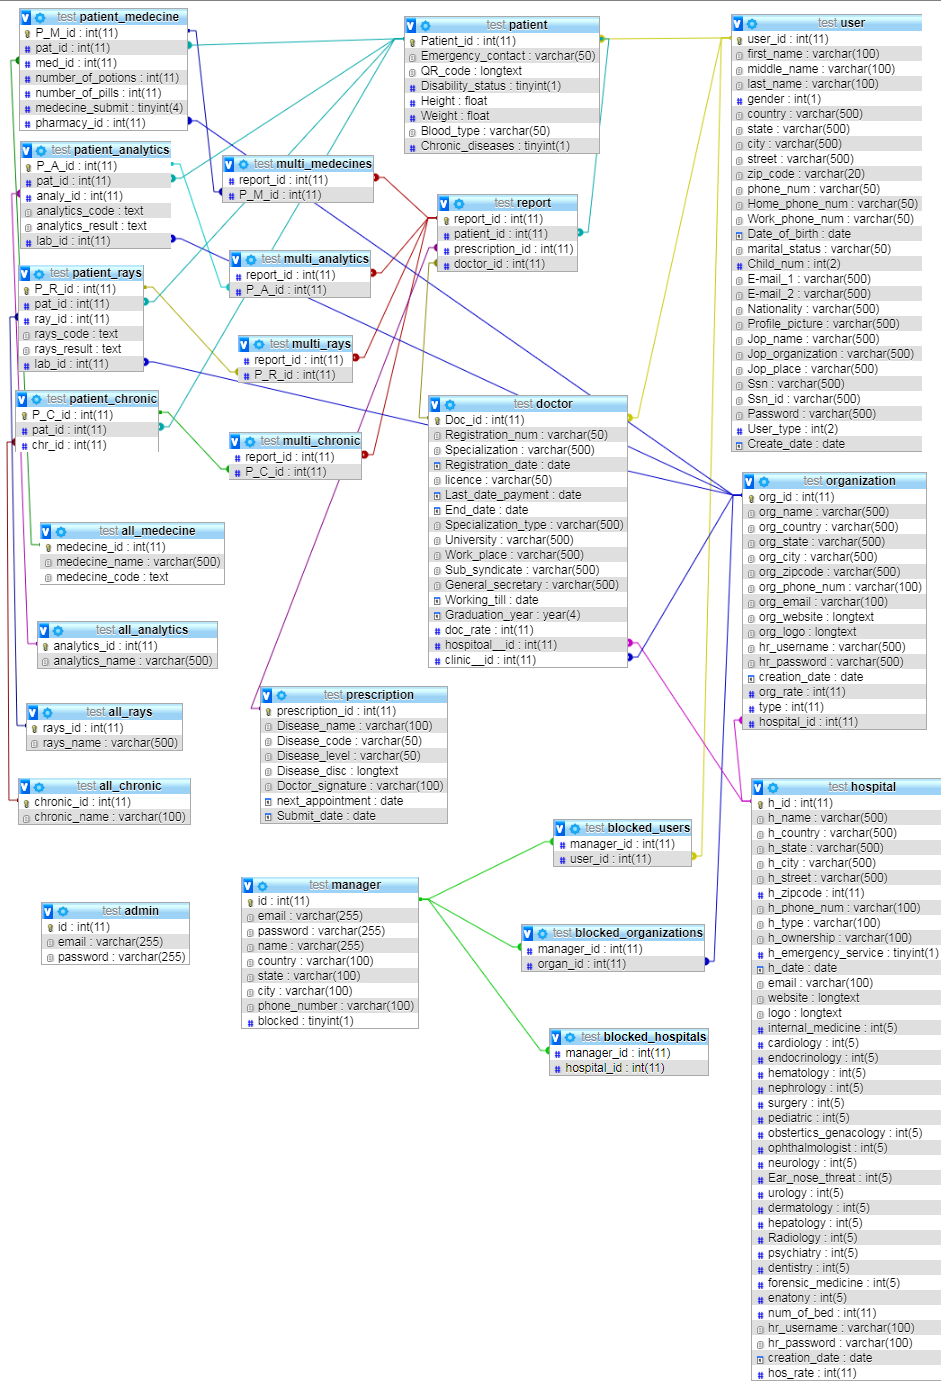 test patient_medecine
P_M_id : int(11)
pat_id : int(11)
med_id : int(11)
number_of_potions : int(11)
number_of_pills : int(11)
medecine_submit : tinyint(4)
pharmacy_id : int(11)
test patient_analytics
P_A_id : int(11)
pat_id : int(11)
analy_id : int(11)
analytics_code : text
analytics_result : text
lab_id : int(11)
test patient_rays
P_R_id : int(11)
pat_id : int(11)
ray_id : int(11)
rays_code : text
rays_result : text
lab_id : int(11)
test patient_chronic
P_C_id : int(11)
pat_id : int(11)
chr_id : int(11)
test all_medecine
medecine_id : int(11)
medecine_name : varchar(500)
medecine_code : text
test all_analytics
analytics_id : int(11)
analytics_name : varchar(500)
test all_rays
rays_id : int(11)
rays_name : varchar(500)
test all_chronic
chronic_id : int(11)
chronic_name : varchar(100)
test admin
id : int(11)
email : varchar(255)
password : varchar(255)
test multi_medecines
report_id : int(11)
P_M_id : int(11)
test multi_analytics
report_id : int(11)
P_A_id : int(11)
test multi_rays
report_id : int(11)
P_R_id : int(11)
test multi_chronic
report_id : int(11)
P_C_id : int(11)
test prescription
prescription_id : int(11)
Disease_name : varchar(100)
Disease_code : varchar(50)
Disease_level : varchar(50)
Disease_disc : longtext
Doctor_signature : varchar(100)
next_appointment : date
Submit_date : date
test manager
id : int(11)
email : varchar(255)
password : varchar(255)
name : varchar(255)
country : varchar(100)
state : varchar(100)
city : varchar(100)
phone_number : varchar(100)
blocked : tinyint(1)
test patient
Patient_id : int(11)
Emergency_contact : varchar(50)
QR_code : longtext
Disability_status : tinyint(1)
Height : float
Weight : float
Blood_type : varchar(50)
Chronic_diseases : tinyint(1)
test report
report_id : int(11)
patient_id : int(11)
prescription_id : int(11)
doctor_id : int(11)
test doctor
Doc_id : int(11)
Registration_num : varchar(50)
Specialization : varchar(500)
Registration_date : date
licence : varchar(50)
Last_date_payment : date
End_date : date
Specialization_type : varchar(500)
University : varchar(500)
Work_place : varchar(500)
Sub_syndicate : varchar(500)
General_secretary : varchar(500)
Working_till : date
Graduation_year : year(4)
doc_rate : int(11)
hospitoal__id : int(11)
clinic__id : int(11)
test blocked_users
manager_id : int(11)
user_id : int(11)
test blocked_organizations
manager_id : int(11)
organ_id : int(11)
test blocked_hospitals
manager_id : int(11)
hospital_id : int(11)
test user
user_id : int(11)
first_name : varchar(100)
middle_name : varchar(100)
last_name : varchar(100)
gender : int(1)
country : varchar(500)
state : varchar(500)
city : varchar(500)
street : varchar(500)
zip_code : varchar(20)
phone_num : varchar(50)
Home_phone_num : varchar(50)
Work_phone_num : varchar(50)
Date_of_birth : date
marital_status : varchar(50)
Child_num : int(2)
E-mail_1 : varchar(500)
E-mail_2 : varchar(500)
Nationality : varchar(500)
Profile_picture : varchar(500)
Jop_name : varchar(500)
Jop_organization : varchar(500)
Jop_place : varchar(500)
Ssn : varchar(500)
Ssn_id : varchar(500)
Password : varchar(500)
User_type : int(2)
Create_date : date
test organization
org_id : int(11)
org_name : varchar(500)
org_country : varchar(500)
org_state : varchar(500)
org_city : varchar(500)
org_zipcode : varchar(500)
org_phone_num : varchar(100)
org_email : varchar(100)
org_website : longtext
org_logo : longtext
hr_username : varchar(500)
hr_password : varchar(500)
creation_date : date
org_rate : int(11)
type : int(11)
hospital_id : int(11)
test hospital
h_id : int(11)
h_name : varchar(500)
h_country : varchar(500)
h_state : varchar(500)
h_city : varchar(500)
h_street : varchar(500)
h_zipcode : int(11)
h_phone_num : varchar(100)
h_type : varchar(100)
h_ownership : varchar(100)
h_emergency_service : tinyint(1)
h_date : date
email : varchar(100)
website : longtext
logo : longtext
internal_medicine : int(5)
cardiology : int(5)
endocrinology : int(5)
hematology : int(5)
nephrology : int(5)
surgery : int(5)
pediatric : int(5)
obstertics_genacology : int(5)
ophthalmologist : int(5)
neurology : int(5)
Ear_nose_threat : int(5)
urology : int(5)
dermatology : int(5)
hepatology : int(5)
Radiology : int(5)
psychiatry : int(5)
dentistry : int(5)
forensic_medicine : int(5)
enatony : int(5)
num_of_bed : int(11)
hr_username : varchar(100)
hr_password : varchar(100)
creation_date : date
hos_rate : int(11)